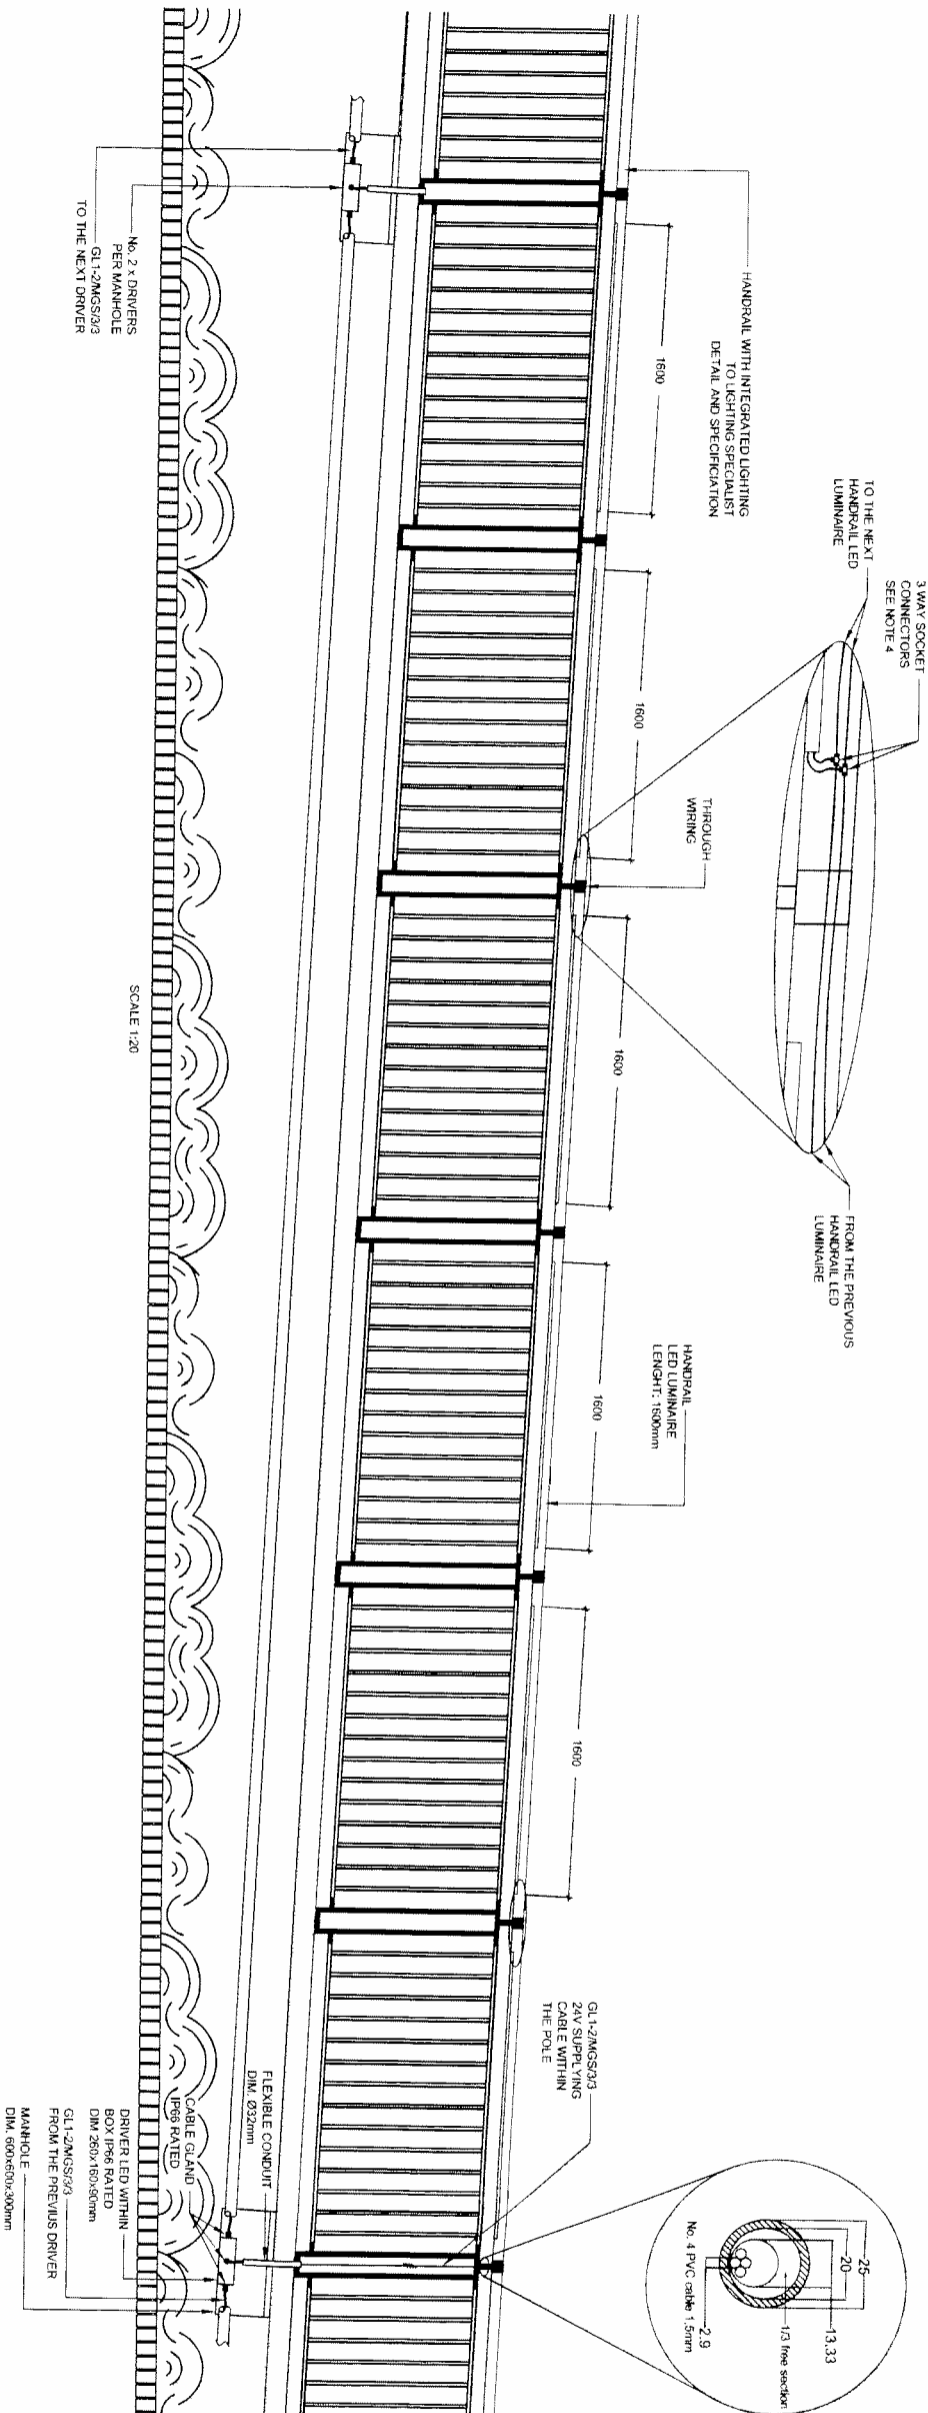 3 WAY SOCKET
CONNECTORS
SEE NOTE 4
TO THE NEXT
HANDRAIL LED
LUMINAIRE
FROM THE PREVIOUS
HANDRAIL LED
LUMINAIRE
25
20
13.33
1/3 free section
2.9
No. 4 PVC cable 1.5mm
HANDRAIL WITH INTEGRATED LIGHTING
TO LIGHTING SPECIALIST
DETAIL AND SPECIFICIATION
THROUGH
WIRING
HANDRAIL
LED LUMINAIRE
LENGHT: 1600mm
GL1-2/MGS/3/3
24V SUPPLYING
CABLE WITHIN
THE POLE
1600
1600
1600
1600
1600
No. 2 x DRIVERS
PER MANHOLE
GL1-2/MGS/3/3
TO THE NEXT DRIVER
FLEXIBLE CONDUIT
DIM. Ø32mm
CABLE GLAND
IP66 RATED
DRIVER LED WITHIN
BOX IP66 RATED
DIM 260x160x90mm
GL1-2/MGS/3/3
FROM THE PREVIUS DRIVER
MANHOLE
DIM. 600x600x300mm
SCALE 1:20